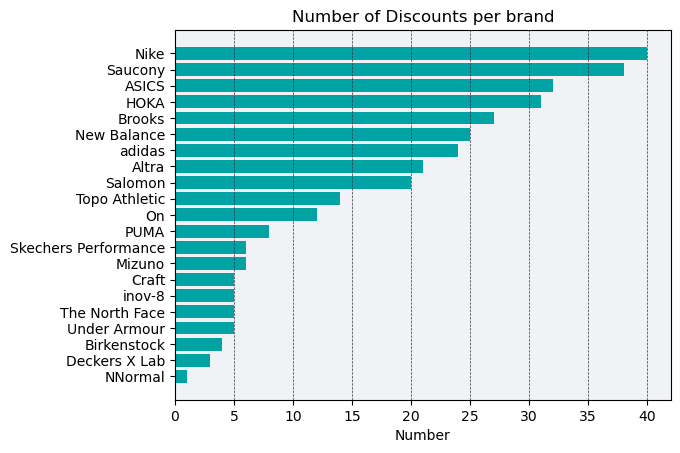 Number of Discounts per brand
Nike
Saucony
ASICS
HOKA
Brooks
New Balance
adidas
Altra
Salomon
Topo Athletic
On
PUMA
Skechers Performance
Mizuno
Craft
inov-8
The North Face
Under Armour
Birkenstock
Deckers X Lab
NNormal
0 5 10 15 20 25 30 35 40
Number